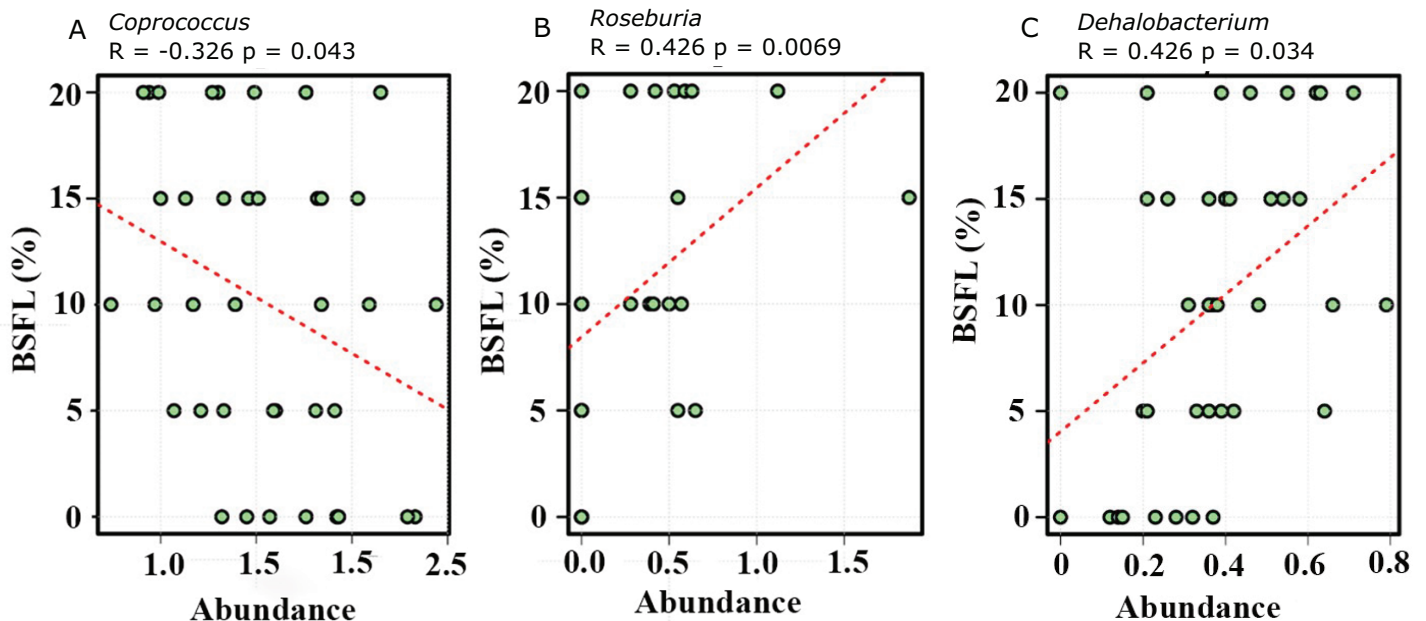 A Coprococcus
R = -0.326 p = 0.043
20
15
10
5
0
BSFL (%)
1.0 1.5 1.5 2.5
Abundance
B Roseburia
R = 0.426 p = 0.0069
20
15
10
5
0
BSFL (%)
0.0 0.5 1.0 1.5
Abundance
C Dehalobacterium
R = 0.426 p = 0.034
20
15
10
5
0
BSFL (%)
0 0.2 0.4 0.6 0.8
Abundance